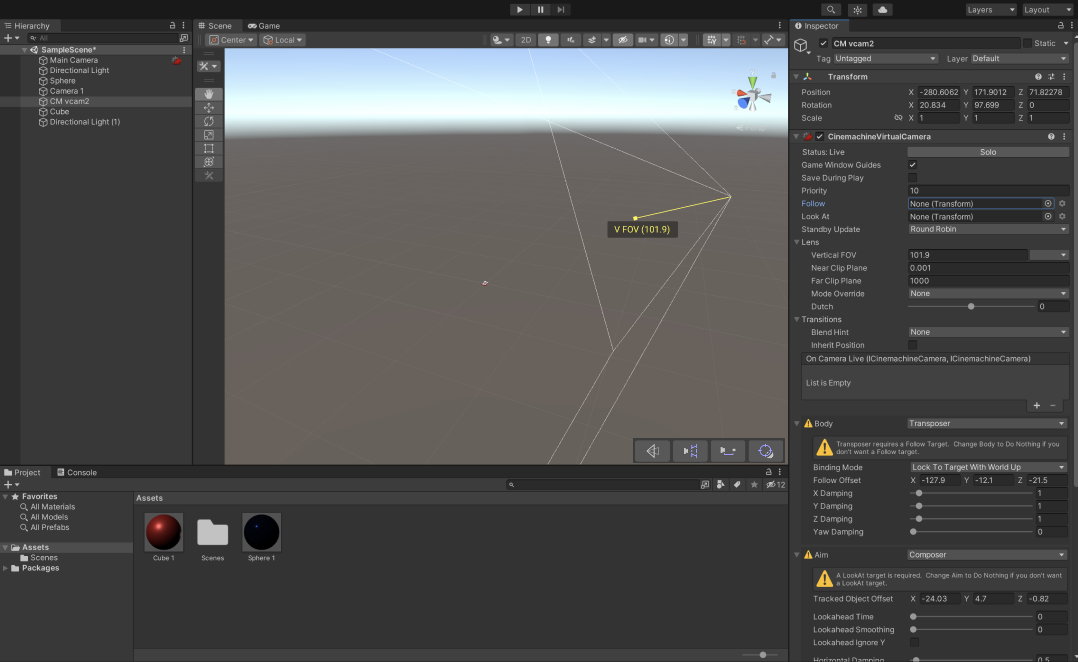 Layers
Layout
Hierarchy
All
SampleScene*
Main Camera
Directional Light
Sphere
Camera 1
CM vcam2
Cube
Directional Light (1)
Scene
Game
Center
Local
2D
V FOV (101.9)
Inspector
CM vcam2
Static
Tag Untagged
Layer Default
Transform
Position X -280.6062 Y 171.9012 Z 71.82278
Rotation X 20.834 Y 97.699 Z 0
Scale X 1 Y 1 Z 1
CinemachineVirtualCamera
Status: Live Solo
Game Window Guides
Save During Play
Priority 10
Follow None (Transform)
Look At None (Transform)
Standby Update Round Robin
Lens
Vertical FOV 101.9
Near Clip Plane 0.001
Far Clip Plane 1000
Mode Override None
Dutch 0
Transitions
Blend Hint None
Inherit Position
On Camera Live (ICinemachineCamera, ICinemachineCamera)
List is Empty
Body Transposer
Transposer requires a Follow Target. Change Body to Do Nothing if you
don't want a Follow target.
Binding Mode Lock To Target With World Up
Follow Offset X -127.9 Y -12.1 Z -21.5
X Damping 1
Y Damping 1
Z Damping 1
Yaw Damping 0
Aim Composer
A LookAt target is required. Change Aim to Do Nothing if you don't want
a LookAt target.
Tracked Object Offset X -24.03 Y 4.7 Z -0.82
Lookahead Time 0
Lookahead Smoothing 0
Lookahead Ignore Y
Horizontal Damping 0.5
Project
Console
12
Favorites
All Materials
All Models
All Prefabs
Assets
Scenes
Packages
Assets
Cube 1
Scenes
Sphere 1